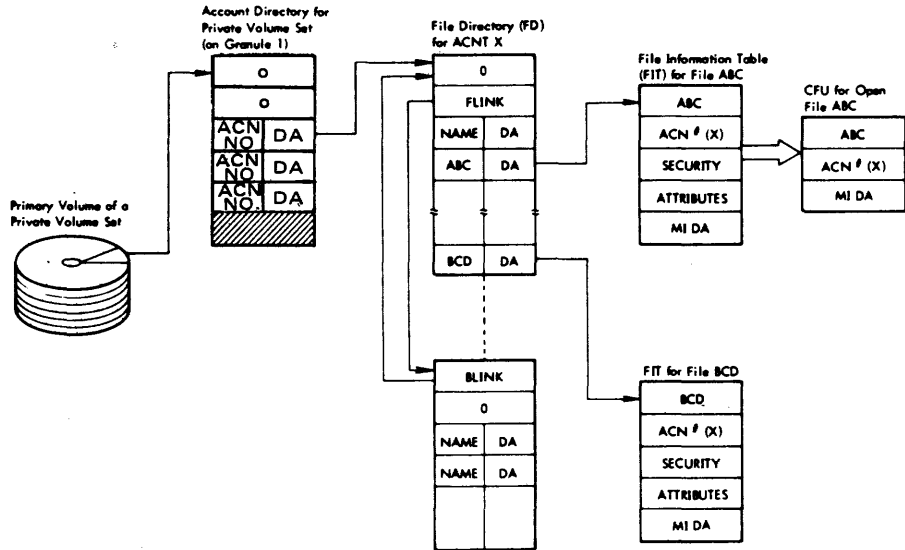 Account Directory for
Private Volume Set
(on Granule 1)
O
O
ACN NO DA
ACN NO DA
ACN NO. DA
Primary Volume of a
Private Volume Set
File Directory (FD)
for ACNT X
0
FLINK
NAME DA
ABC DA
BCD DA
BLINK
0
NAME DA
NAME DA
File Information Table
(FIT) for File ABC
ABC
ACN # (X)
SECURITY
ATTRIBUTES
MI DA
CFU for Open
File ABC
ABC
ACN # (X)
MI DA
FIT for File BCD
BCD
ACN # (X)
SECURITY
ATTRIBUTES
MI DA